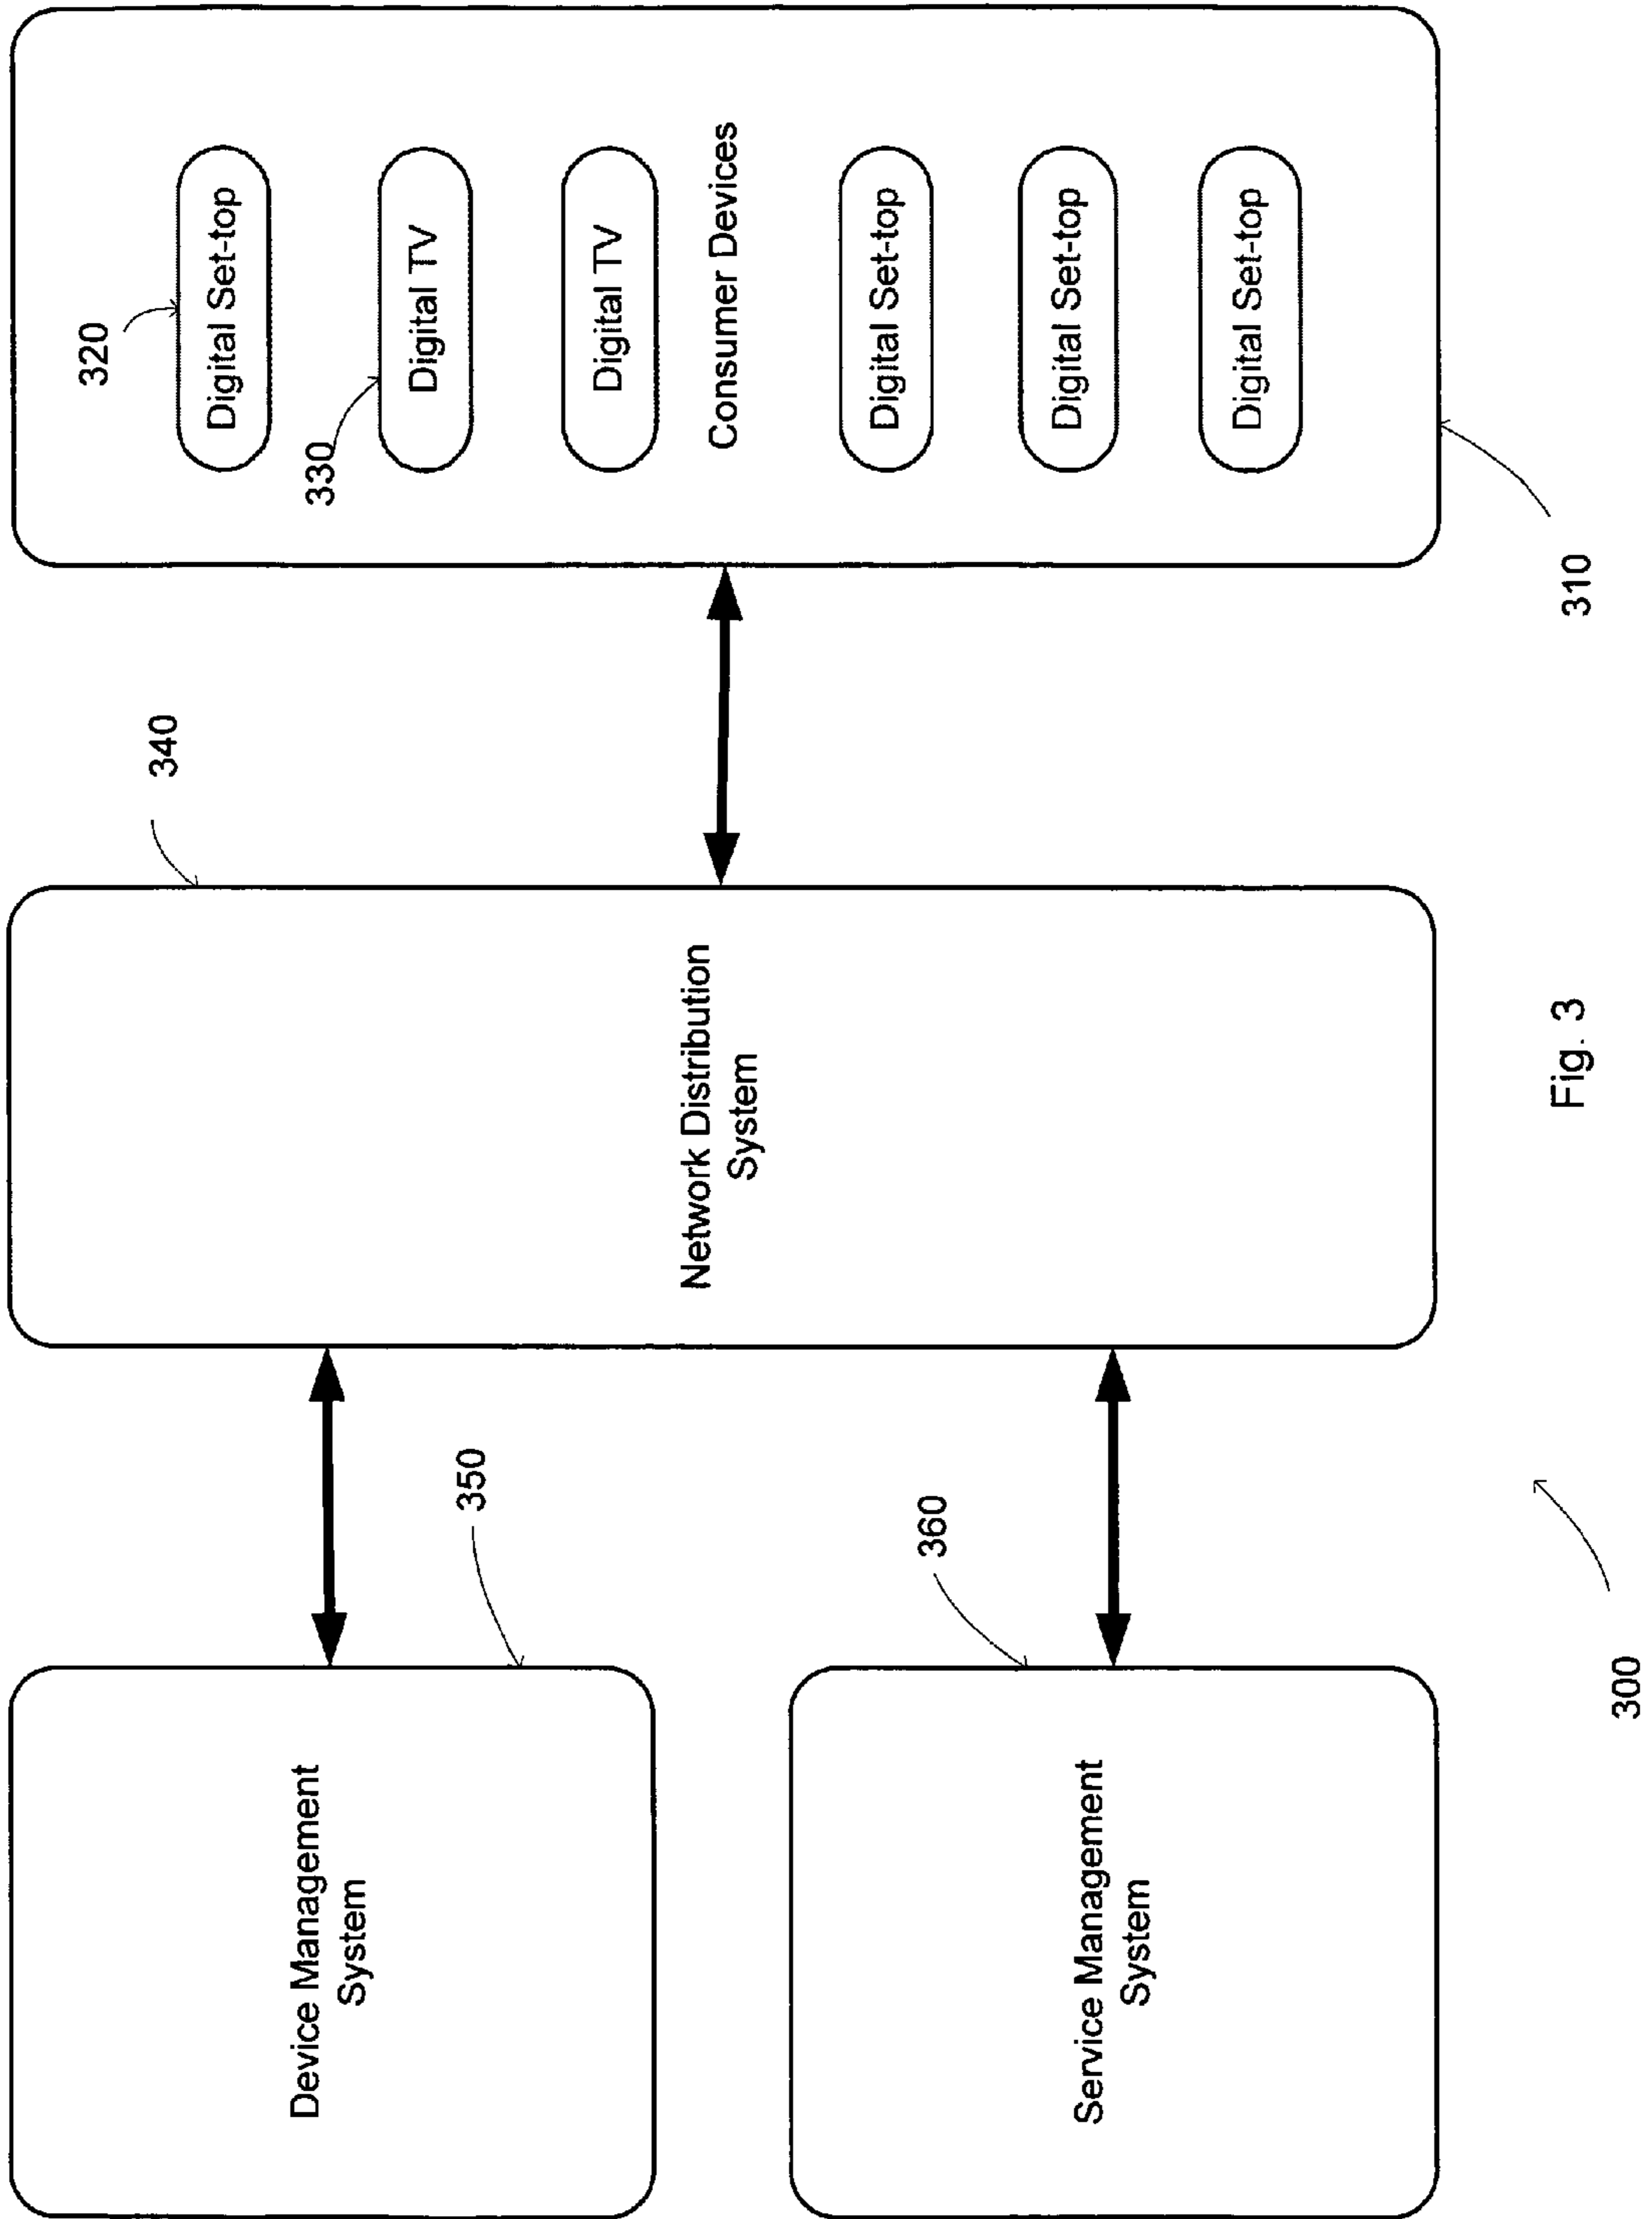 Device Management
System
350
Service Management
System
360
300
Network Distribution
System
340
320
Digital Set-top
330
Digital TV
Digital TV
Consumer Devices
Digital Set-top
Digital Set-top
Digital Set-top
310
Fig. 3